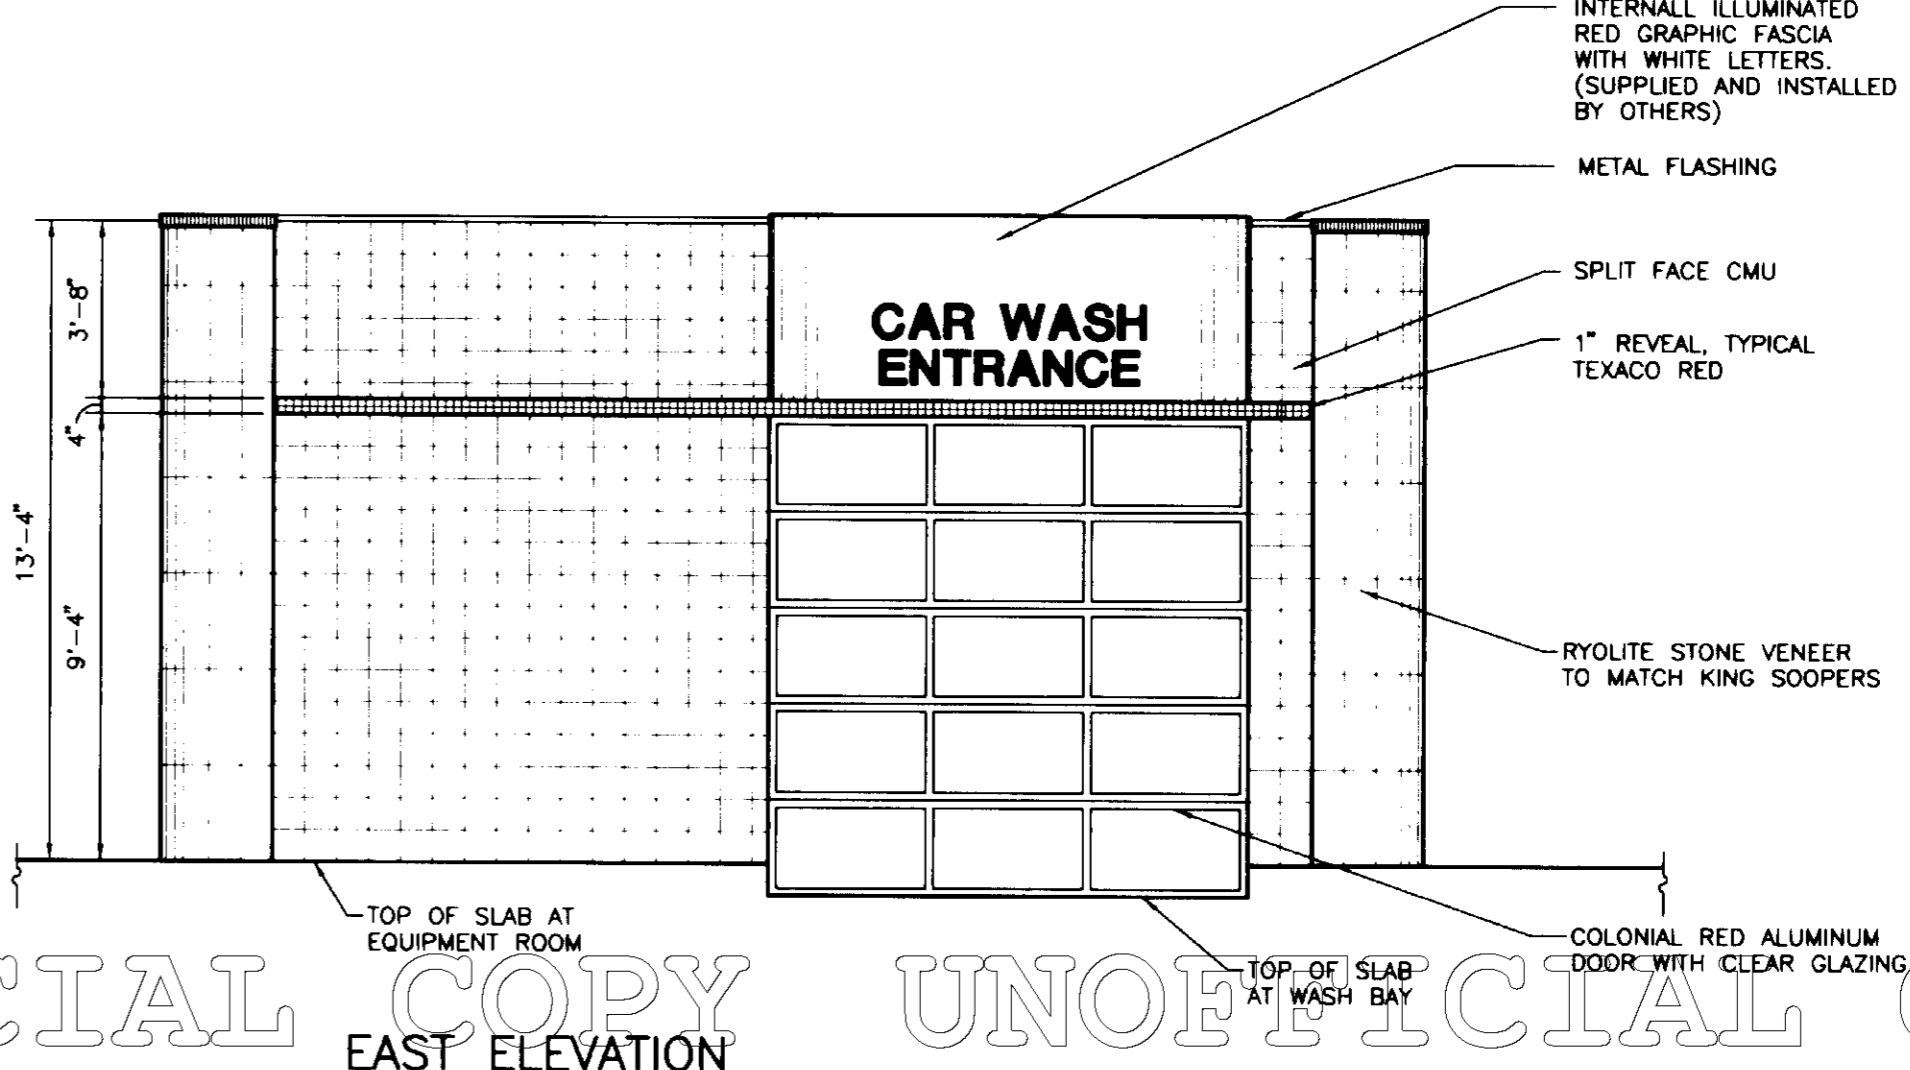 INTERNALL ILLUMINATED
RED GRAPHIC FASCIA
WITH WHITE LETTERS.
(SUPPLIED AND INSTALLED
BY OTHERS)
METAL FLASHING
SPLIT FACE CMU
1" REVEAL, TYPICAL
TEXACO RED
CAR WASH
ENTRANCE
3'-8"
4"
13'-4"
9'-4"
RYOLITE STONE VENEER
TO MATCH KING SOOPERS
TOP OF SLAB AT
EQUIPMENT ROOM
COLONIAL RED ALUMINUM
DOOR WITH CLEAR GLAZING
TOP OF SLAB
AT WASH BAY
CIAL COPY UNOFFICIAL C
EAST ELEVATION